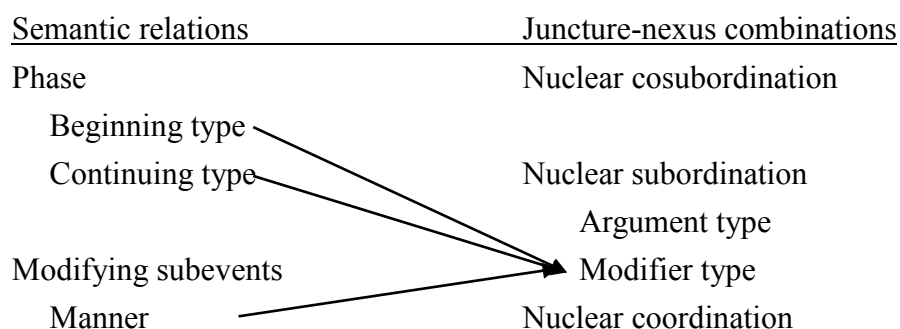 Semantic relations Juncture-nexus combinations
Phase Nuclear cosubordination
Beginning type
Continuing type Nuclear subordination
Argument type
Modifying subevents Modifier type
Manner Nuclear coordination